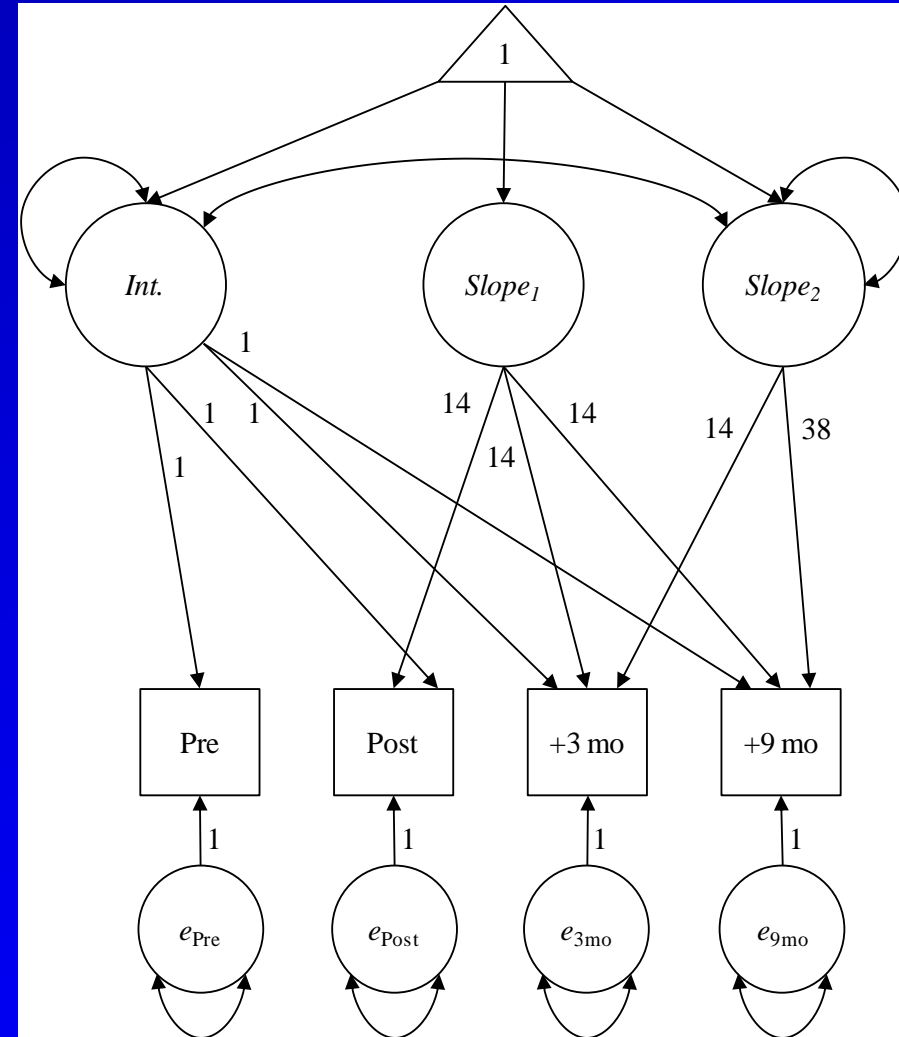 1
Int.
Slope1
Slope2
1
1
1
1
14
14
14
14
38
Pre
Post
+3 mo
+9 mo
1
1
1
1
ePre
ePost
e3mo
e9mo